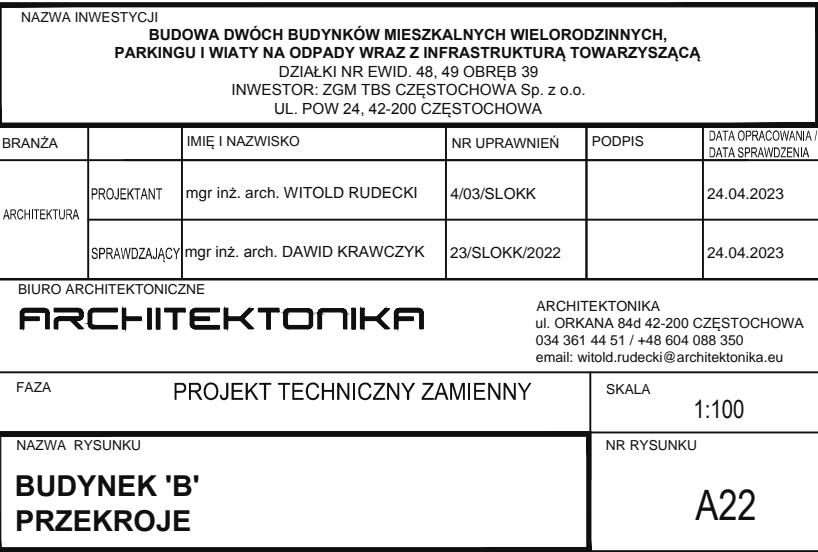 NAZWA INWESTYCJI
BUDOWA DWÓCH BUDYNKÓW MIESZKALNYCH WIELORODZINNYCH,
PARKINGU I WIATY NA ODPADY WRAZ Z INFRASTRUKTURĄ TOWARZYSZĄCĄ
DZIAŁKI NR EWID. 48, 49 OBRĘB 39
INWESTOR: ZGM TBS CZĘSTOCHOWA Sp. z o.o.
UL. POW 24, 42-200 CZĘSTOCHOWA
BRANŻA IMIĘ I NAZWISKO NR UPRAWNIEŃ PODPIS DATA OPRACOWANIA /
DATA SPRAWDZENIA
ARCHITEKTURA
PROJEKTANT mgr inż. arch. WITOLD RUDECKI 4/03/SLOKK 24.04.2023
SPRAWDZAJĄCY mgr inż. arch. DAWID KRAWCZYK 23/SLOKK/2022 24.04.2023
BIURO ARCHITEKTONICZNE
ARCHITEKTONIKA
ARCHITEKTONIKA
ul. ORKANA 84d 42-200 CZĘSTOCHOWA
034 361 44 51 / +48 604 088 350
email: witold.rudecki@architektonika.eu
FAZA
PROJEKT TECHNICZNY ZAMIENNY
SKALA
1:100
NAZWA RYSUNKU
BUDYNEK 'B'
PRZEKROJE
NR RYSUNKU
A22